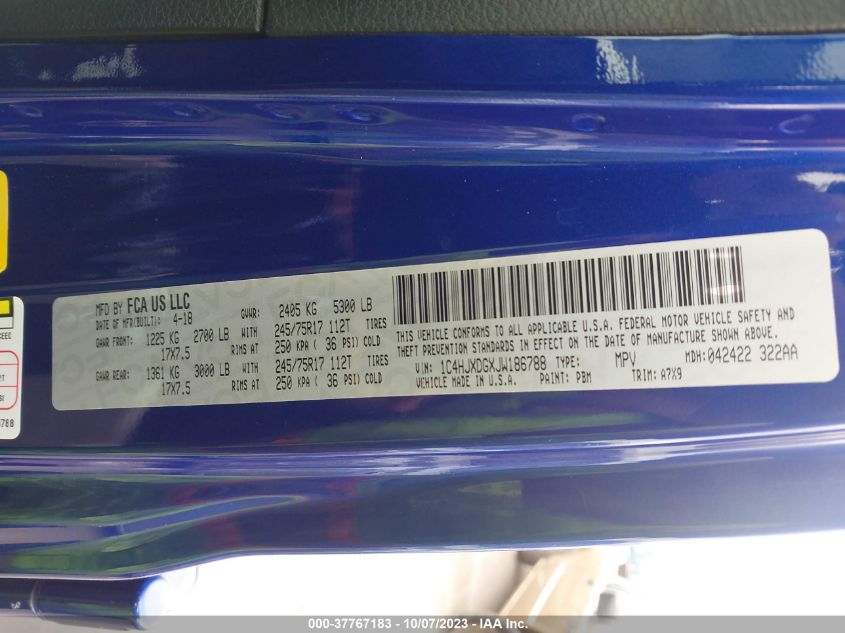 MFD BY FCA US LLC
DATE OF MFR(BUILT): 4-18 GVWR: 2405 KG 5300 LB
GAWR FRONT: 1225 KG 2700 LB WITH 245/75R17 112T TIRES
17X7.5 RIMS AT 250 KPA ( 36 PSI) COLD
GAWR REAR: 1361 KG 3000 LB WITH 245/75R17 112T TIRES
17X7.5 RIMS AT 250 KPA ( 36 PSI) COLD
THIS VEHICLE CONFORMS TO ALL APPLICABLE U.S.A. FEDERAL MOTOR VEHICLE SAFETY AND
THEFT PREVENTION STANDARDS IN EFFECT ON THE DATE OF MANUFACTURE SHOWN ABOVE.
VIN: 1C4HJXDGXJW186788 TYPE: MPV MDH: 042422 322AA
VEHICLE MADE IN U.S.A. PAINT: PBM TRIM: A7X9
CEEC
2T
SI
788
000-37767183 - 10/07/2023 - IAA Inc.